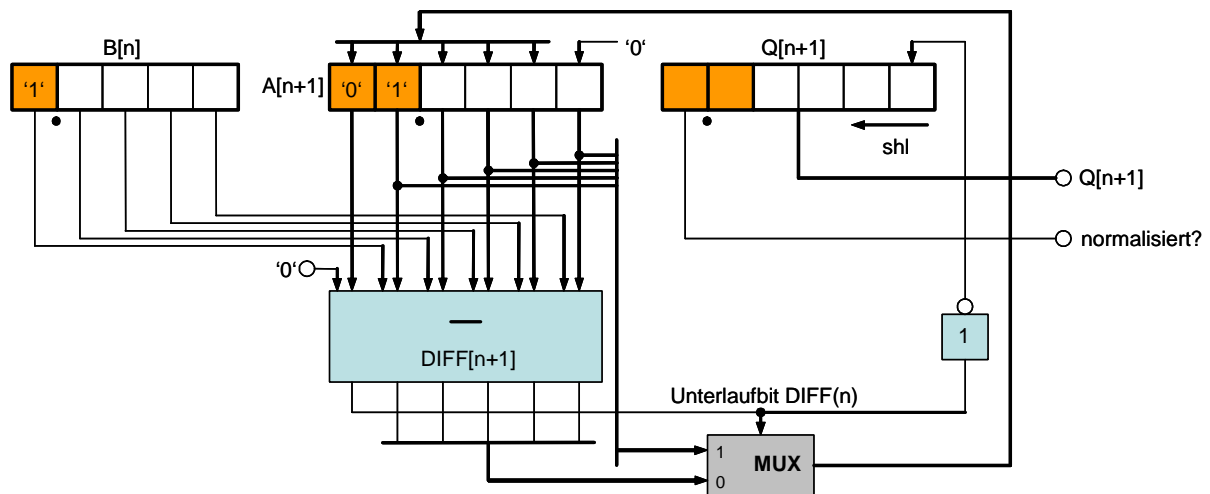 B[n]
'1'
A[n+1]
'0'
'1'
'0'
Q[n+1]
shl
Q[n+1]
normalisiert?
'0'
—
DIFF[n+1]
1
Unterlaufbit DIFF(n)
1
MUX
0